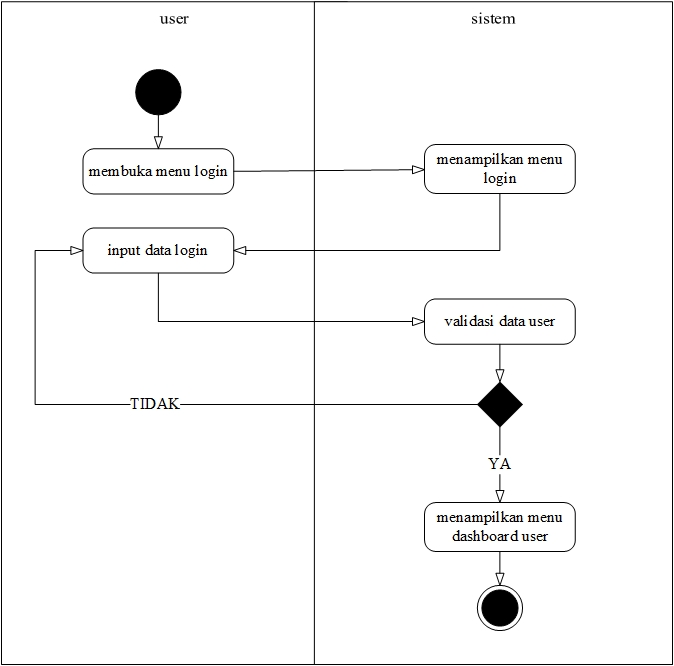 user
sistem
membuka menu login
menampilkan menu
login
input data login
validasi data user
TIDAK
YA
menampilkan menu
dashboard user